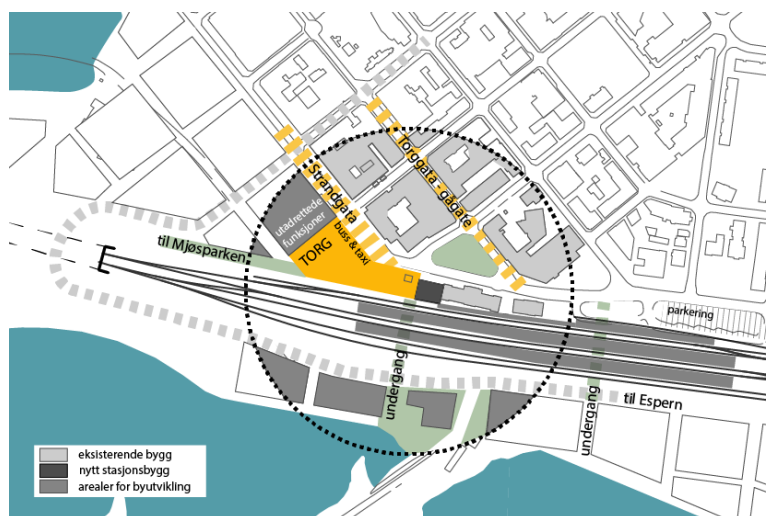 Torggata - gågate
Strandgata
utadrettede
funksjoner
buss & taxi
TORG
til Mjøsparken
parkering
undergang
undergang
til Espern
eksisterende bygg
nytt stasjonsbygg
arealer for byutvikling